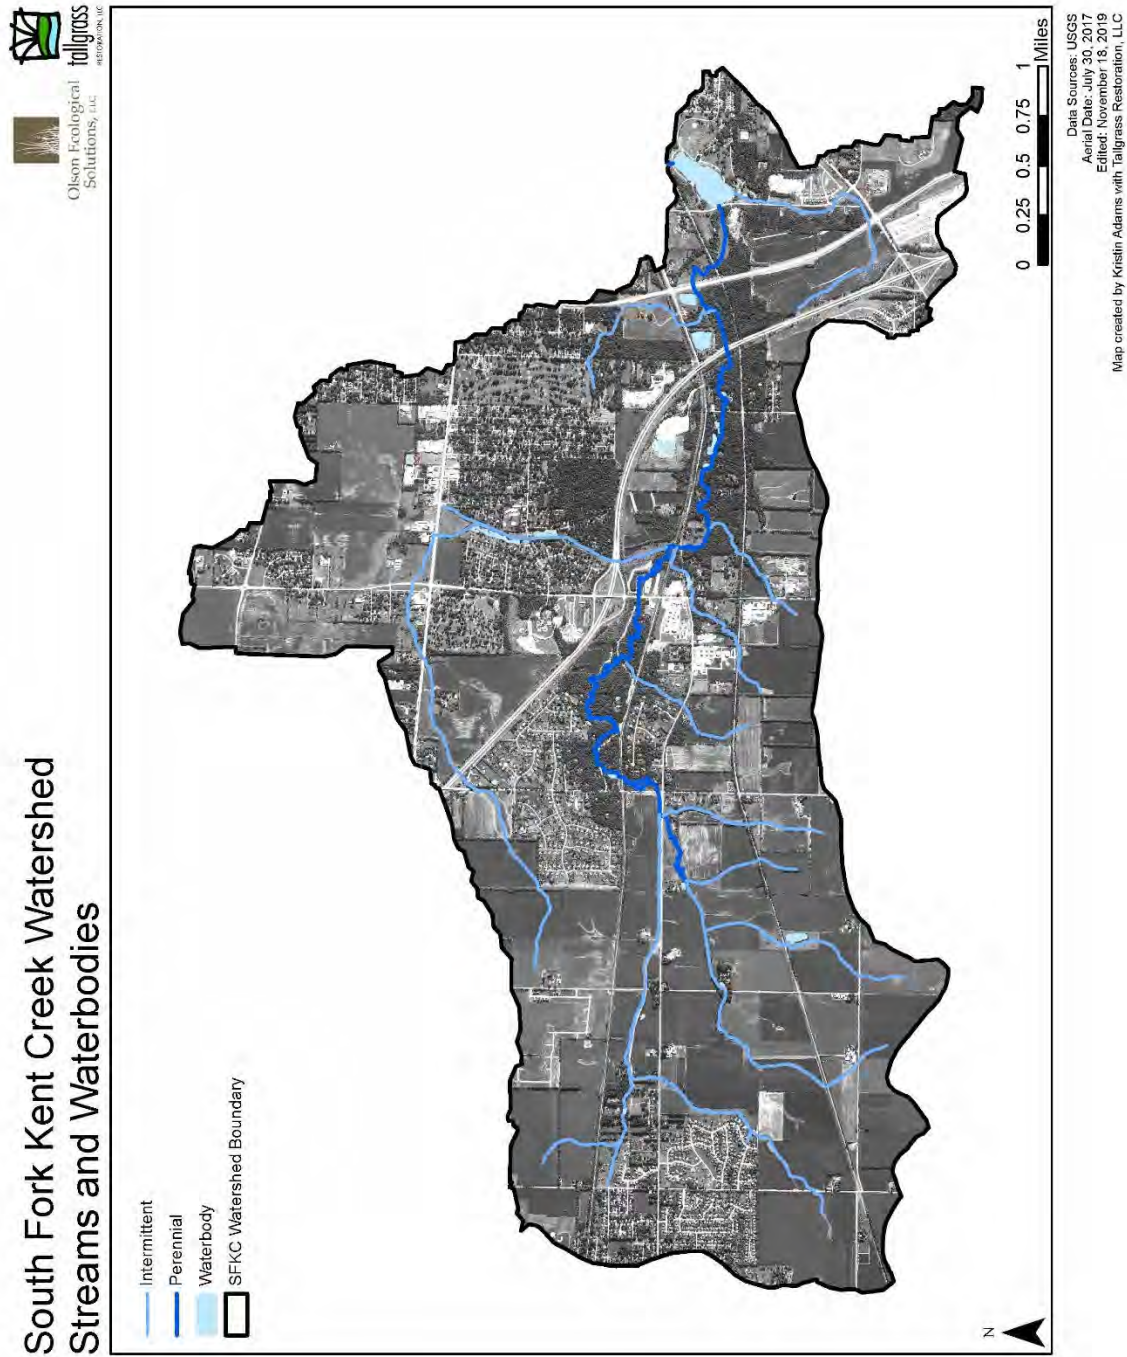 South Fork Kent Creek Watershed
Streams and Waterbodies
Olson Ecological
Solutions, LLC
tallgrass
RESTORATION, LLC
Intermittent
Perennial
Waterbody
SFKC Watershed Boundary
N
0 0.25 0.5 0.75 1
Miles
Data Sources: USGS
Aerial Date: July 30, 2017
Edited: November 18, 2019
Map created by Kristin Adams with Tallgrass Restoration, LLC